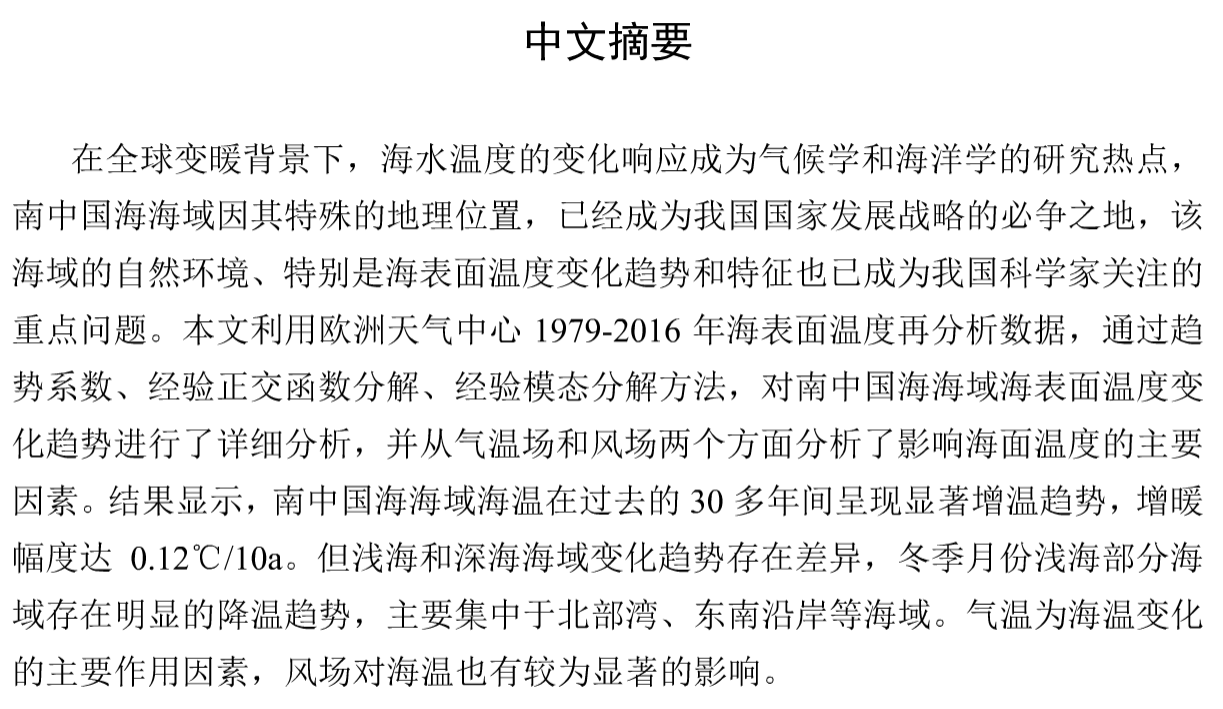 中文摘要
在全球变暖背景下，海水温度的变化响应成为气候学和海洋学的研究热点，
南中国海海域因其特殊的地理位置，已经成为我国国家发展战略的必争之地，该
海域的自然环境、特别是海表面温度变化趋势和特征也已成为我国科学家关注的
重点问题。本文利用欧洲天气中心 1979-2016 年海表面温度再分析数据，通过趋
势系数、经验正交函数分解、经验模态分解方法，对南中国海海域海表面温度变
化趋势进行了详细分析，并从气温场和风场两个方面分析了影响海面温度的主要
因素。结果显示，南中国海海域海温在过去的 30 多年间呈现显著增温趋势，增暖
幅度达 0.12℃/10a。但浅海和深海海域变化趋势存在差异，冬季月份浅海部分海
域存在明显的降温趋势，主要集中于北部湾、东南沿岸等海域。气温为海温变化
的主要作用因素，风场对海温也有较为显著的影响。